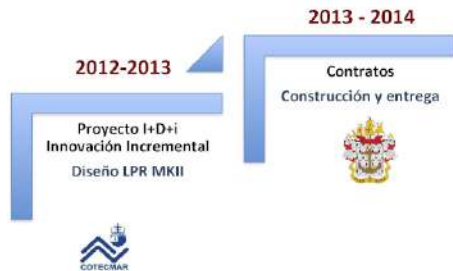 2012-2013
Proyecto I+D+i
Innovación Incremental
Diseño LPR MKII
COTECMAR
2013 - 2014
Contratos
Construcción y entrega